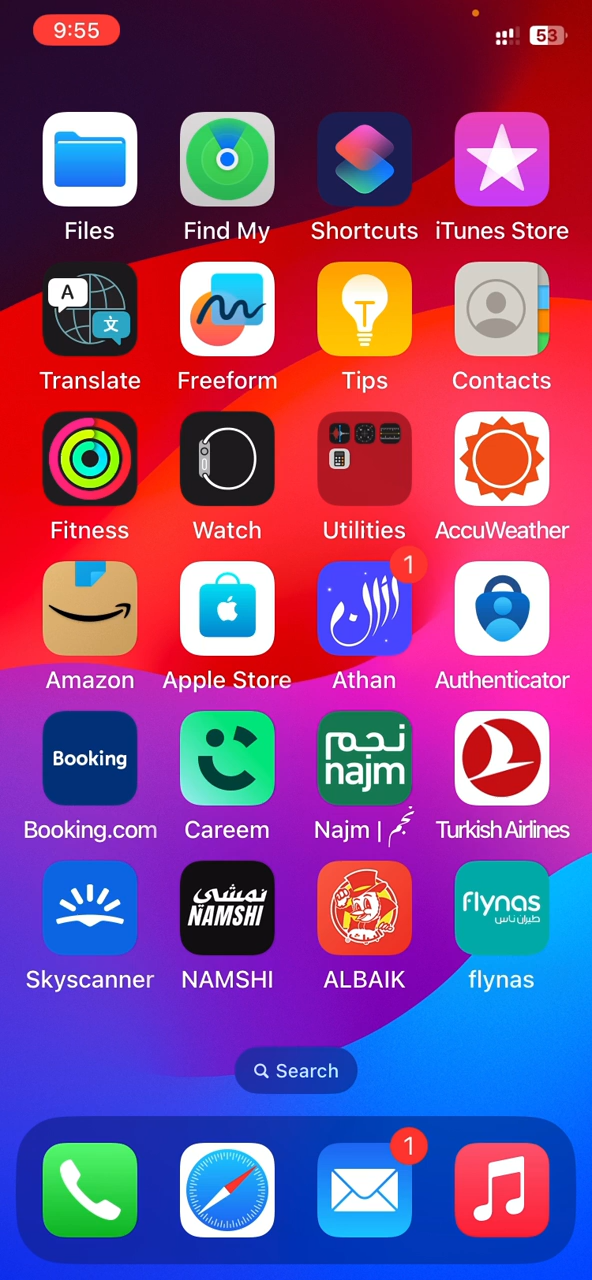 9:55
53
Files
Find My
Shortcuts
iTunes Store
A
文
Translate
Freeform
Tips
Contacts
Fitness
Watch
Utilities
AccuWeather
1
Amazon
Apple Store
Athan
Authenticator
Booking
نجم
najm
Booking.com
Careem
Najm | نجم
Turkish Airlines
نمشي
NAMSHI
البيك
flynas
طيران ناس
Skyscanner
NAMSHI
ALBAIK
flynas
Search
1